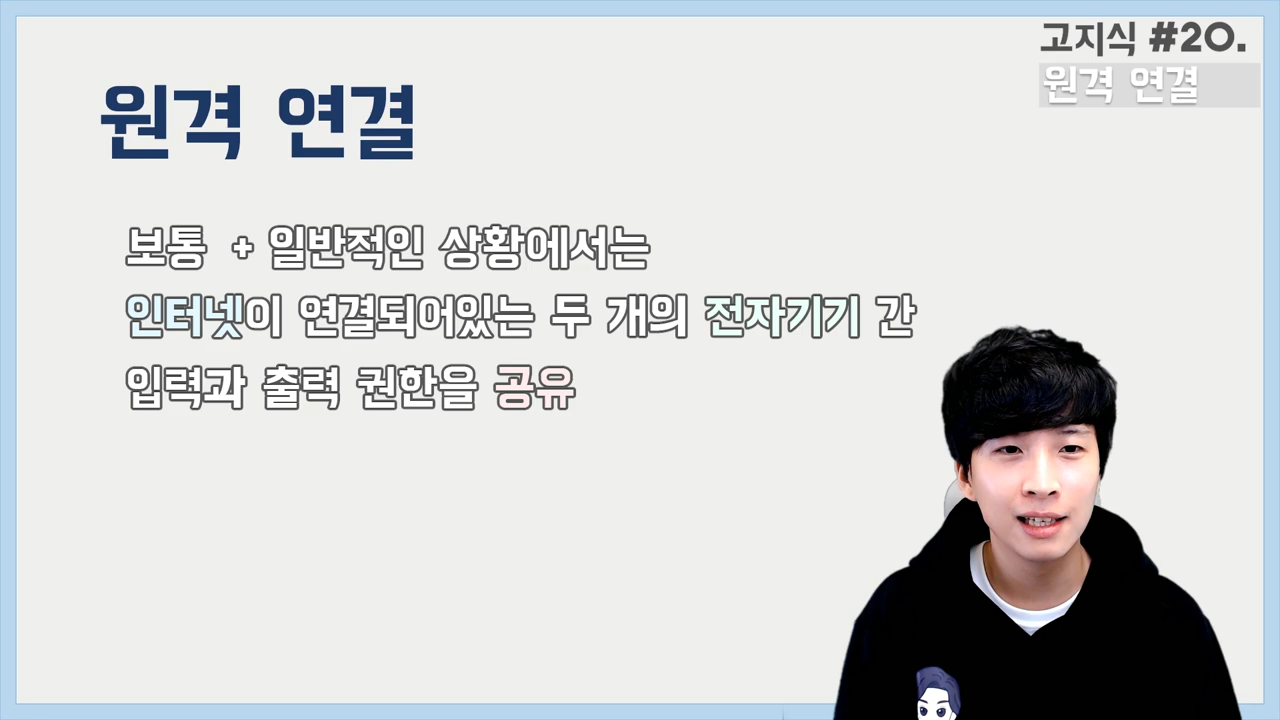 고지식 #20.
원격 연결
원격 연결
보통 + 일반적인 상황에서는
인터넷이 연결되어있는 두 개의 전자기기 간
입력과 출력 권한을 공유